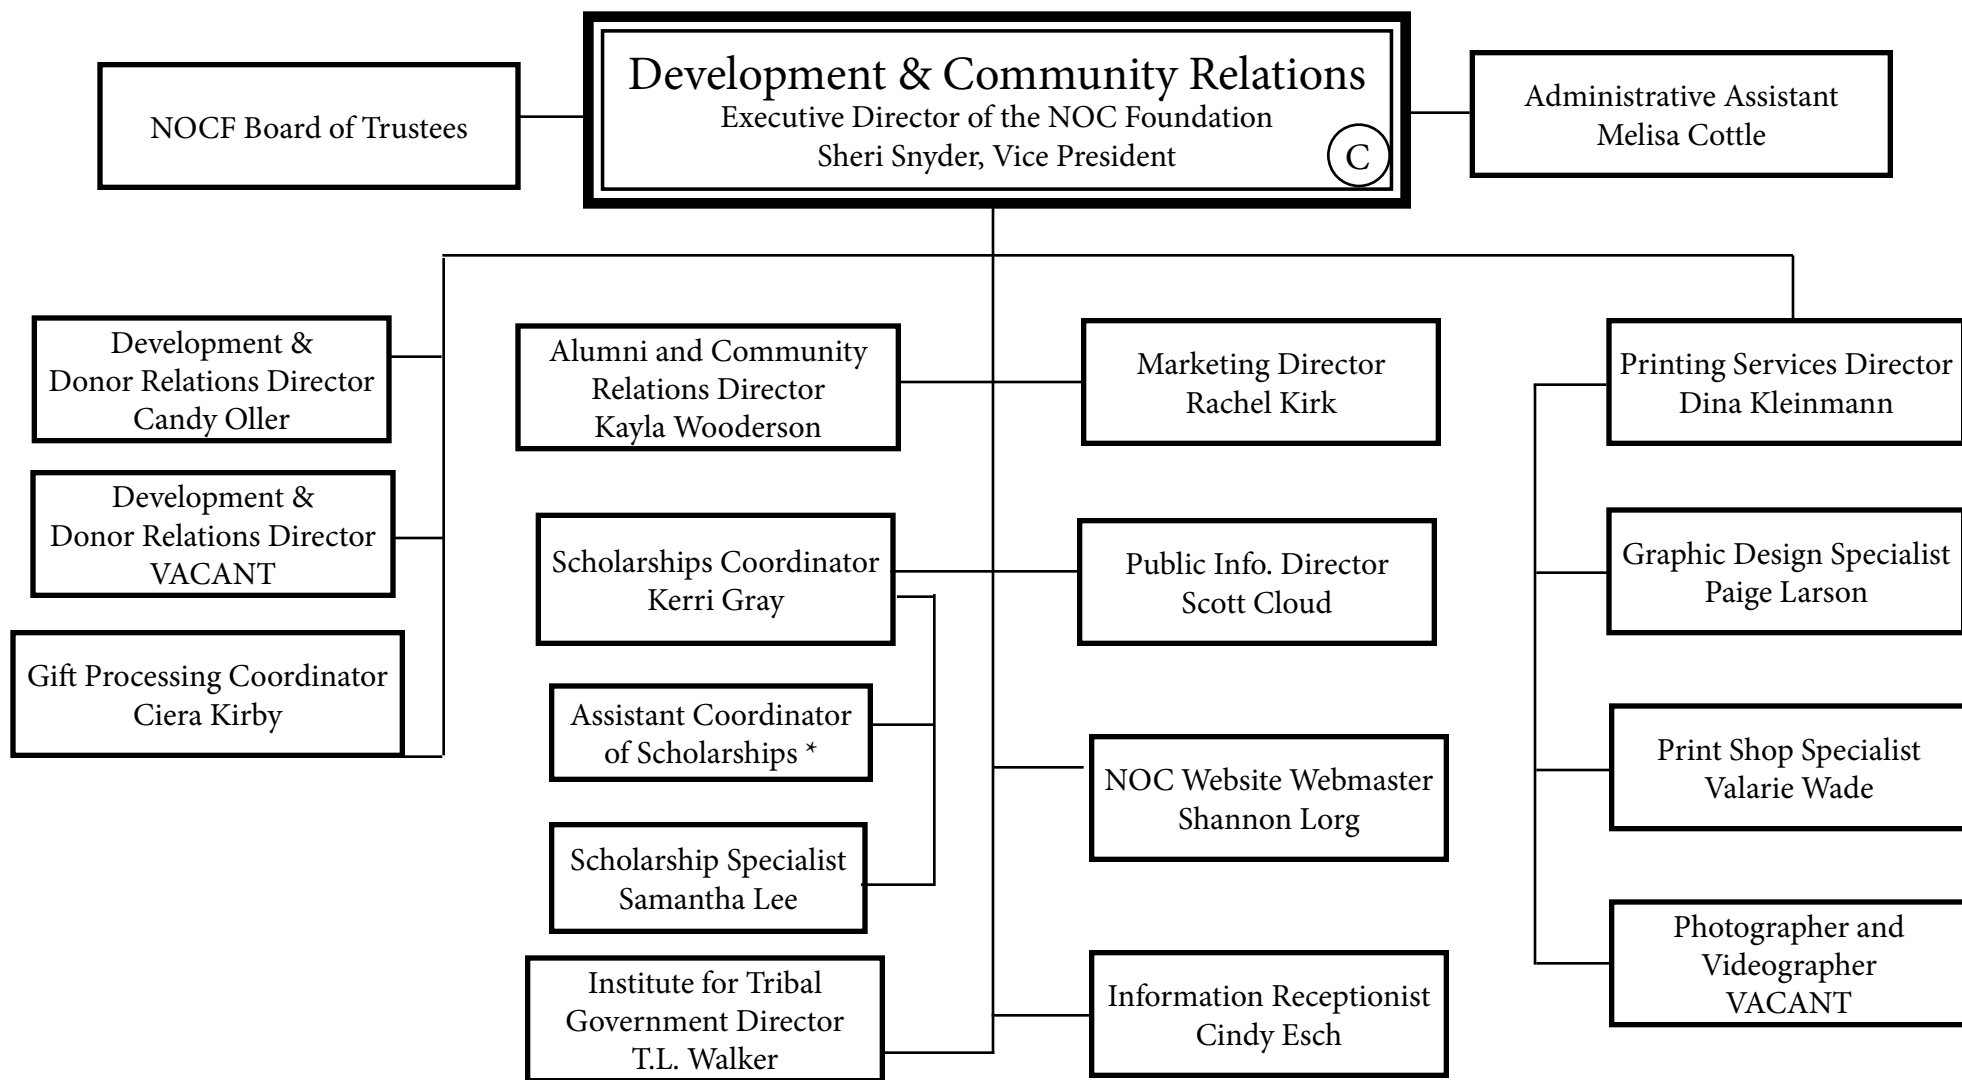 Development & Community Relations
Executive Director of the NOC Foundation
Sheri Snyder, Vice President
C
NOCF Board of Trustees
Administrative Assistant
Melisa Cottle
Development &
Donor Relations Director
Candy Oller
Development &
Donor Relations Director
VACANT
Gift Processing Coordinator
Ciera Kirby
Alumni and Community
Relations Director
Kayla Wooderson
Scholarships Coordinator
Kerri Gray
Assistant Coordinator
of Scholarships *
Scholarship Specialist
Samantha Lee
Institute for Tribal
Government Director
T.L. Walker
Marketing Director
Rachel Kirk
Public Info. Director
Scott Cloud
NOC Website Webmaster
Shannon Lorg
Information Receptionist
Cindy Esch
Printing Services Director
Dina Kleinmann
Graphic Design Specialist
Paige Larson
Print Shop Specialist
Valarie Wade
Photographer and
Videographer
VACANT